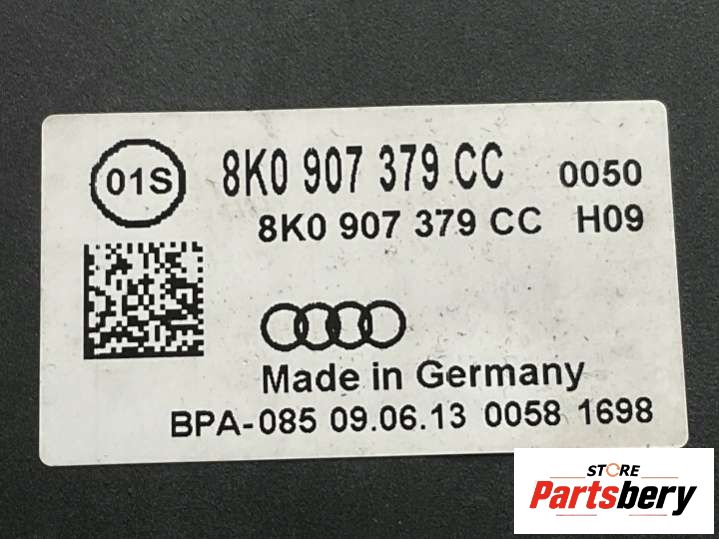 01S
8K0 907 379 CC 0050
8K0 907 379 CC H09
Made in Germany
BPA-085 09.06.13 0058 1698
STORE
Partsbery